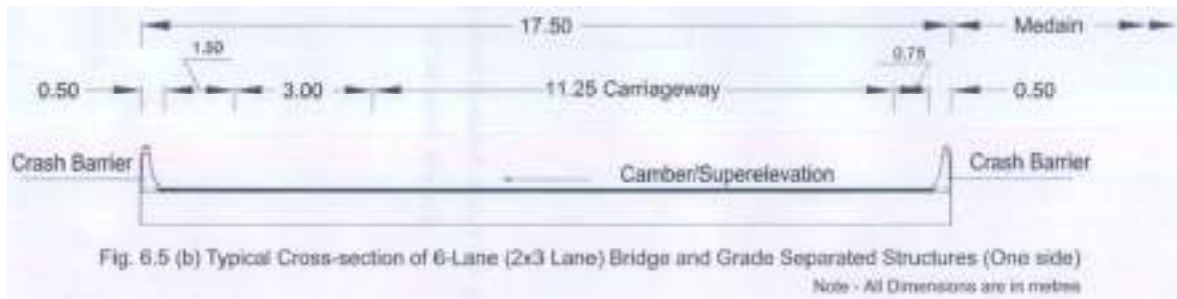 17.50
Medain
1.50
0.75
0.50
3.00
11.25 Carriageway
0.50
Crash Barrier
Camber/Superelevation
Crash Barrier
Fig. 6.5 (b) Typical Cross-section of 6-Lane (2x3 Lane) Bridge and Grade Separated Structures (One side)
Note - All Dimensions are in metres